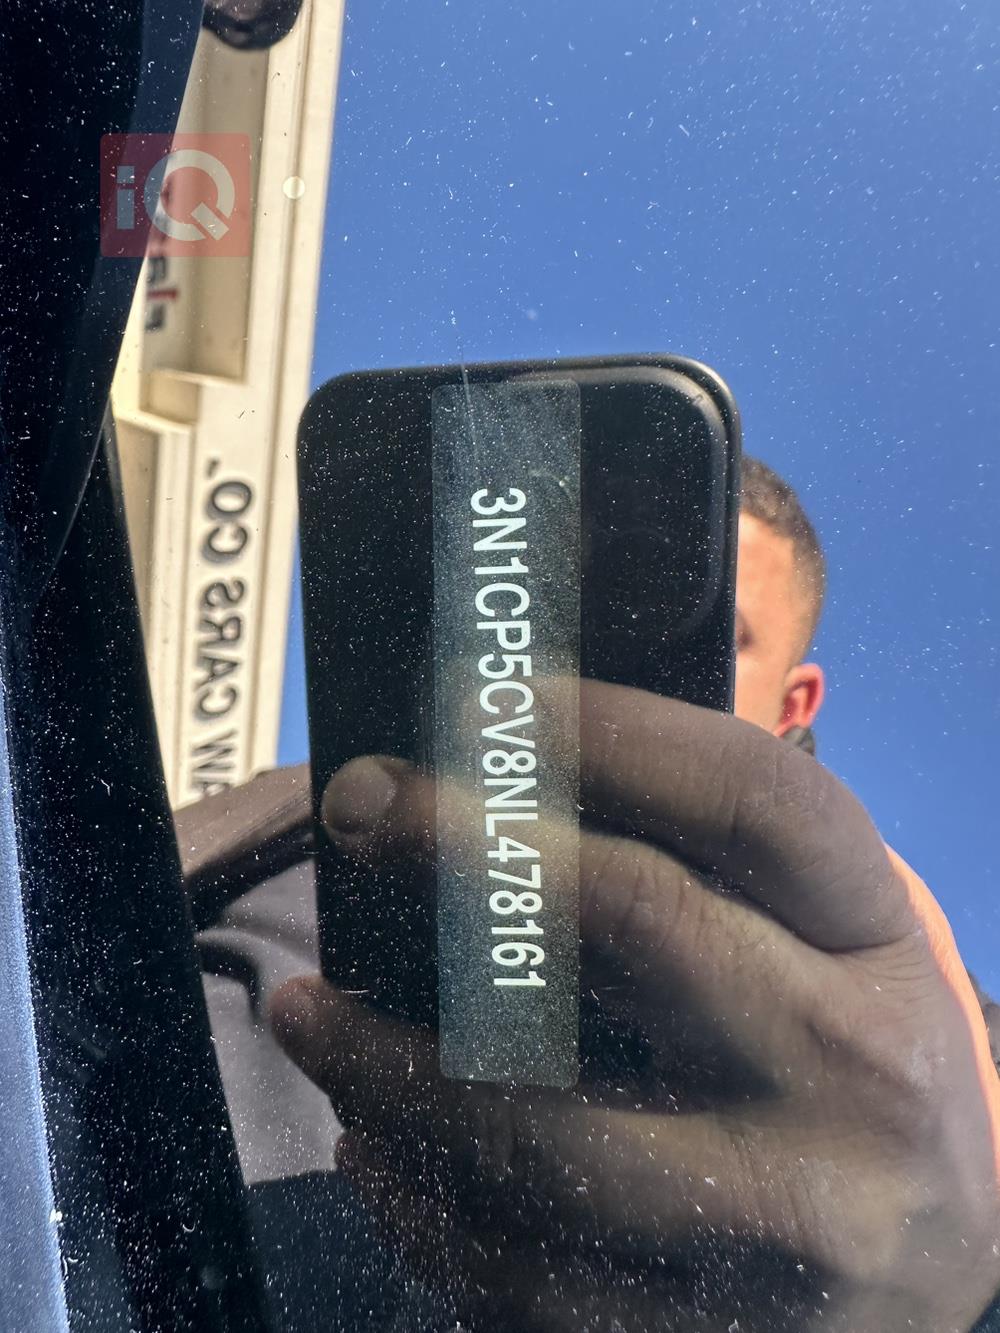 iQ
3N1CP5CV8NL478161
CARS CO.